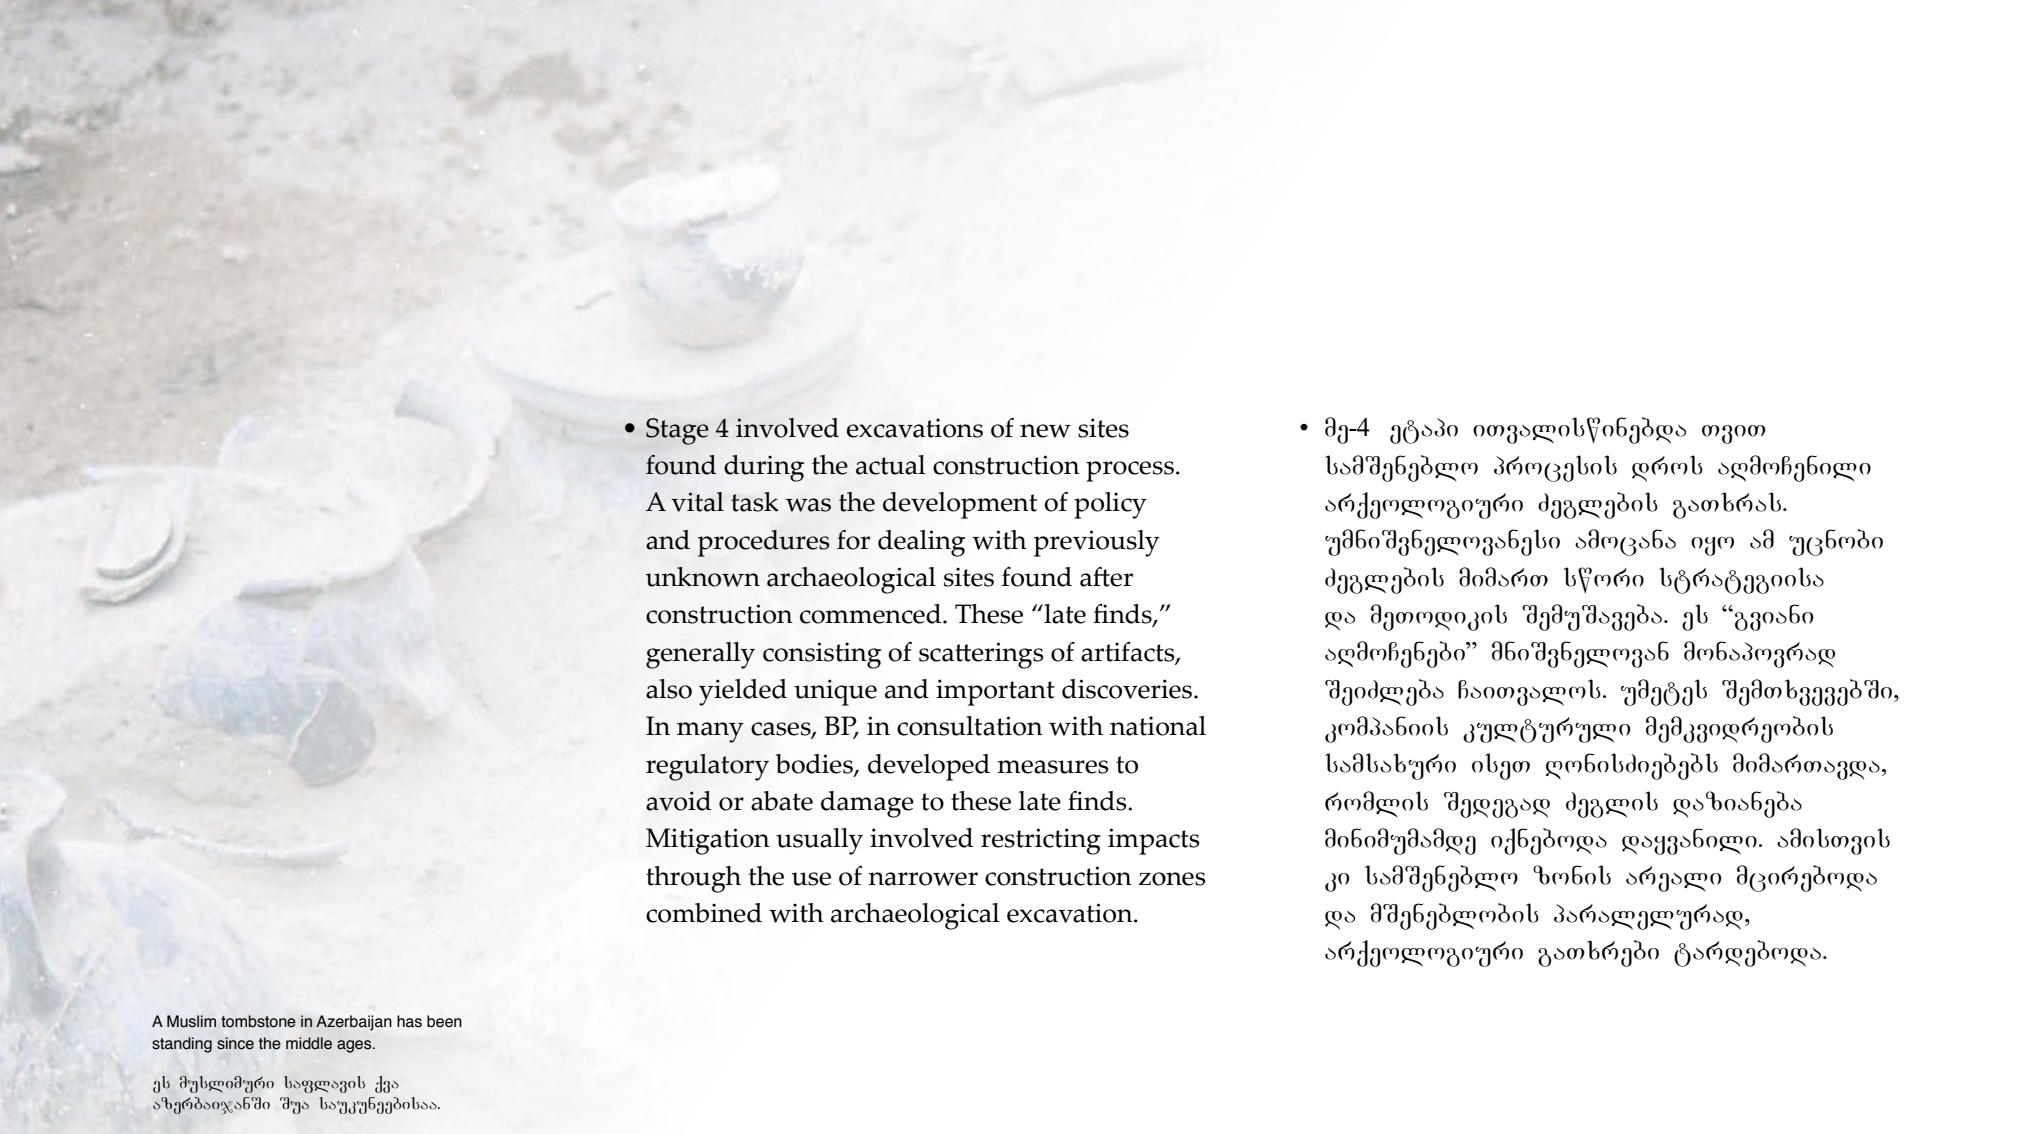 • Stage 4 involved excavations of new sites
found during the actual construction process.
A vital task was the development of policy
and procedures for dealing with previously
unknown archaeological sites found after
construction commenced. These “late finds,”
generally consisting of scatterings of artifacts,
also yielded unique and important discoveries.
In many cases, BP, in consultation with national
regulatory bodies, developed measures to
avoid or abate damage to these late finds.
Mitigation usually involved restricting impacts
through the use of narrower construction zones
combined with archaeological excavation.
• მე-4 ეტაპი ითვალისწინებდა თვით
სამშენებლო პროცესის დროს აღმოჩენილი
არქეოლოგიური ძეგლების გათხრას.
უმნიშვნელოვანესი ამოცანა იყო ამ უცნობი
ძეგლების მიმართ სწორი სტრატეგიისა
და მეთოდიკის შემუშავება. ეს “გვიანი
აღმოჩენები” მნიშვნელოვან მონაპოვრად
შეიძლება ჩაითვალოს. უმეტეს შემთხვევებში,
კომპანიის კულტურული მემკვიდრეობის
სამსახური ისეთ ღონისძიებებს მიმართავდა,
რომლის შედეგად ძეგლის დაზიანება
მინიმუმამდე იქნებოდა დაყვანილი. ამისთვის
კი სამშენებლო ზონის არეალი მცირებოდა
და მშენებლობის პარალელურად,
არქეოლოგიური გათხრები ტარდებოდა.
A Muslim tombstone in Azerbaijan has been
standing since the middle ages.
ეს მუსლიმური საფლავის ქვა
აზერბაიჯანში შუა საუკუნეებისაა.